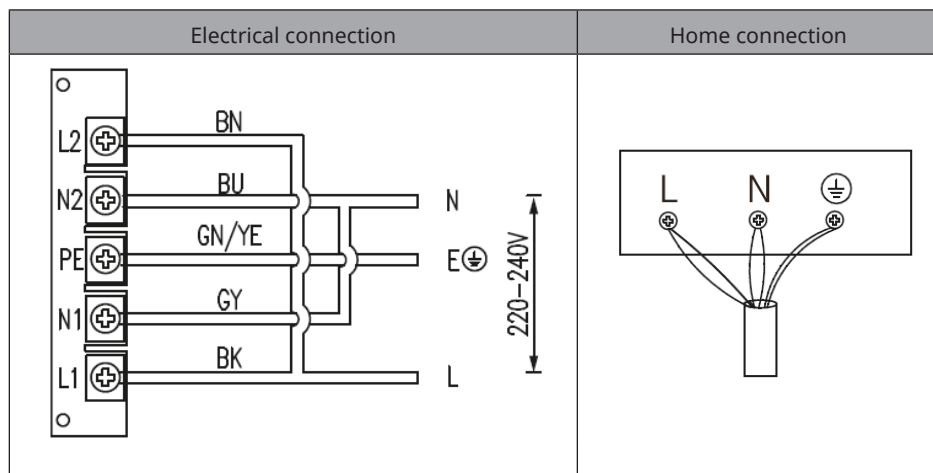 Electrical connection
Home connection
L2
BN
N2
BU
N
PE
GN/YE
E
N1
GY
L1
BK
L
220-240V
L N